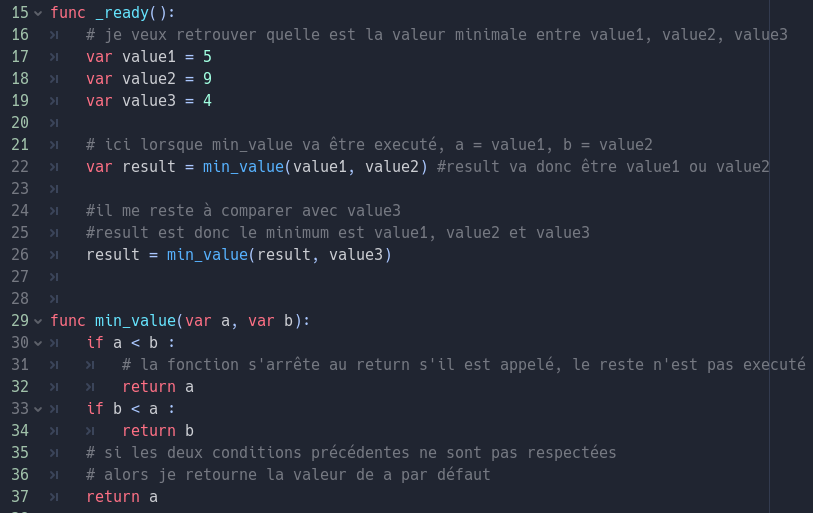 15 func _ready():
16 # je veux retrouver quelle est la valeur minimale entre value1, value2, value3
17 var value1 = 5
18 var value2 = 9
19 var value3 = 4
20
21 # ici lorsque min_value va être executé, a = value1, b = value2
22 var result = min_value(value1, value2) #result va donc être value1 ou value2
23
24 #il me reste à comparer avec value3
25 #result est donc le minimum est value1, value2 et value3
26 result = min_value(result, value3)
27
28
29 func min_value(var a, var b):
30 if a < b :
31 # la fonction s'arrête au return s'il est appelé, le reste n'est pas executé
32 return a
33 if b < a :
34 return b
35 # si les deux conditions précédentes ne sont pas respectées
36 # alors je retourne la valeur de a par défaut
37 return a